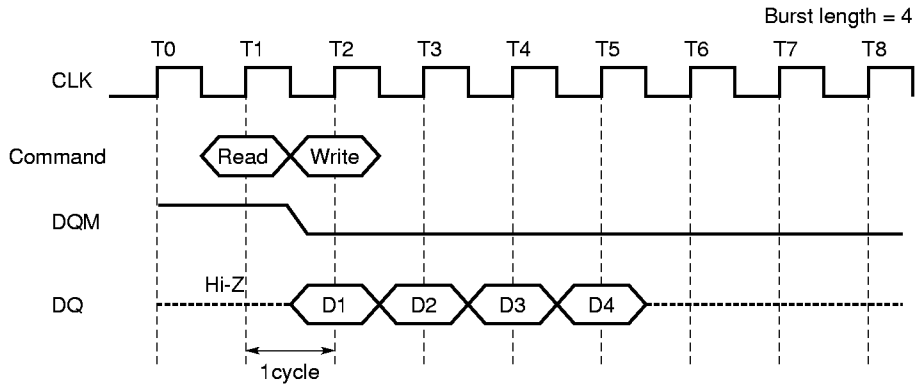 Burst length = 4
T0 T1 T2 T3 T4 T5 T6 T7 T8
CLK
Command Read Write
DQM
Hi-Z
DQ D1 D2 D3 D4
1cycle